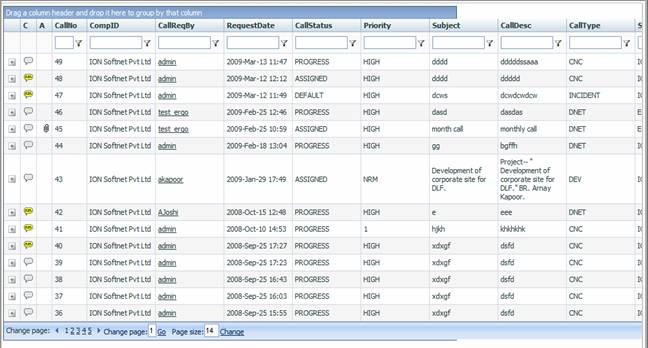 Drag a column header and drop it here to group by that column
C A CallNo CompID CallReqBy RequestDate CallStatus Priority Subject CallDesc CallType S
49 ION Softnet Pvt Ltd admin 2009-Mar-13 11:47 PROGRESS HIGH dddd dddddssaaa CNC
48 ION Softnet Pvt Ltd admin 2009-Mar-12 12:12 ASSIGNED HIGH dddd ddddd CNC
47 ION Softnet Pvt Ltd admin 2009-Mar-12 11:49 DEFAULT HIGH dcws dcwdcwdcw INCIDENT
46 ION Softnet Pvt Ltd test ergo 2009-Feb-25 12:46 PROGRESS HIGH dasd dasdas DNET E
45 ION Softnet Pvt Ltd test ergo 2009-Feb-25 10:59 ASSIGNED HIGH month call monthly call DNET E
44 ION Softnet Pvt Ltd admin 2009-Feb-18 13:04 PROGRESS HIGH gg bgffh DNET
43 ION Softnet Pvt Ltd akapoor 2009-Jan-29 17:49 ASSIGNED NRM Development of corporate site for DLF. Project-- " Development of corporate site for DLF." BR. Arnay Kapoor. DEV
42 ION Softnet Pvt Ltd AJoshi 2008-Oct-15 12:48 PROGRESS HIGH e eee DNET
41 ION Softnet Pvt Ltd admin 2008-Oct-10 14:53 PROGRESS 1 hjkh khkhkhk CNC
40 ION Softnet Pvt Ltd admin 2008-Sep-25 17:27 PROGRESS HIGH xdxgf dsfd CNC
39 ION Softnet Pvt Ltd admin 2008-Sep-25 17:23 PROGRESS HIGH xdxgf dsfd CNC
38 ION Softnet Pvt Ltd admin 2008-Sep-25 16:43 PROGRESS HIGH xdxgf dsfd CNC
37 ION Softnet Pvt Ltd admin 2008-Sep-25 16:03 PROGRESS HIGH xdxgf dsfd CNC
36 ION Softnet Pvt Ltd admin 2008-Sep-25 15:55 PROGRESS HIGH xdxgf dsfd CNC
Change page: 1 2 3 4 5 Change page: 1 Go Page size: 14 Change